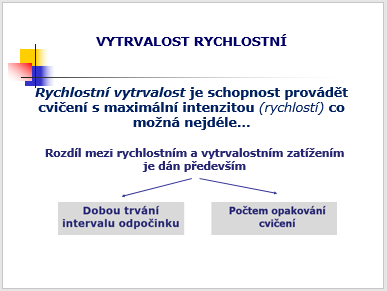 VYTRVALOST RYCHLOSTNÍ
Rychlostní vytrvalost je schopnost provádět
cvičení s maximální intenzitou (rychlostí) co
možná nejdéle...
Rozdíl mezi rychlostním a vytrvalostním zatížením
je dán především
Dobou trvání
intervalu odpočinku
Počtem opakování
cvičení